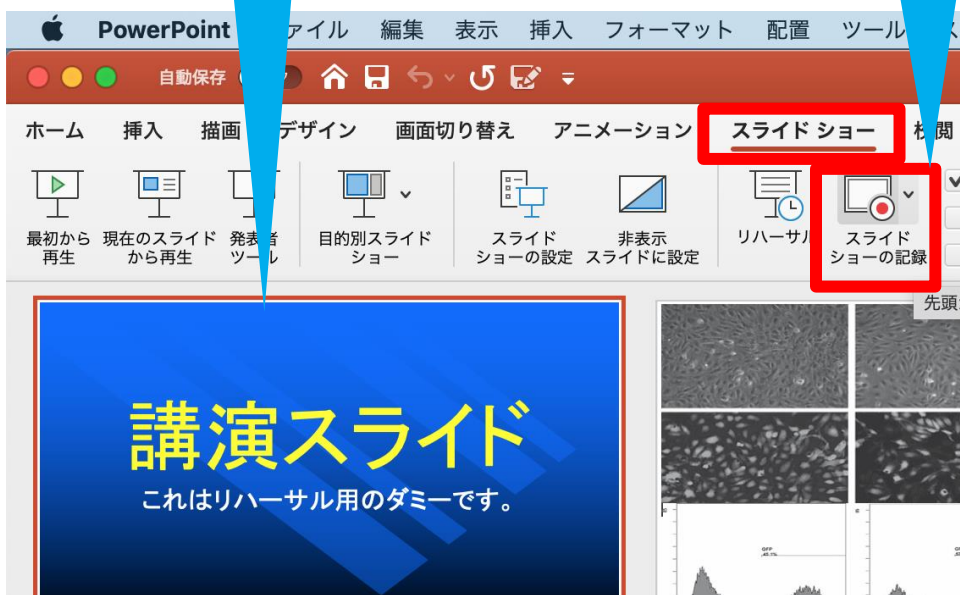 PowerPoint ァイル 編集 表示 挿入 フォーマット 配置 ツール
自動保存
ホーム 挿入 描画 デザイン 画面切り替え アニメーション スライド ショー 校閲
最初から 現在のスライド 発表者 目的別スライド スライド 非表示 リハーサル スライド
再生 から再生 ツール ショー ショーの設定 スライドに設定 ショーの記録
先頭
講演スライド
これはリハーサル用のダミーです。
GFP